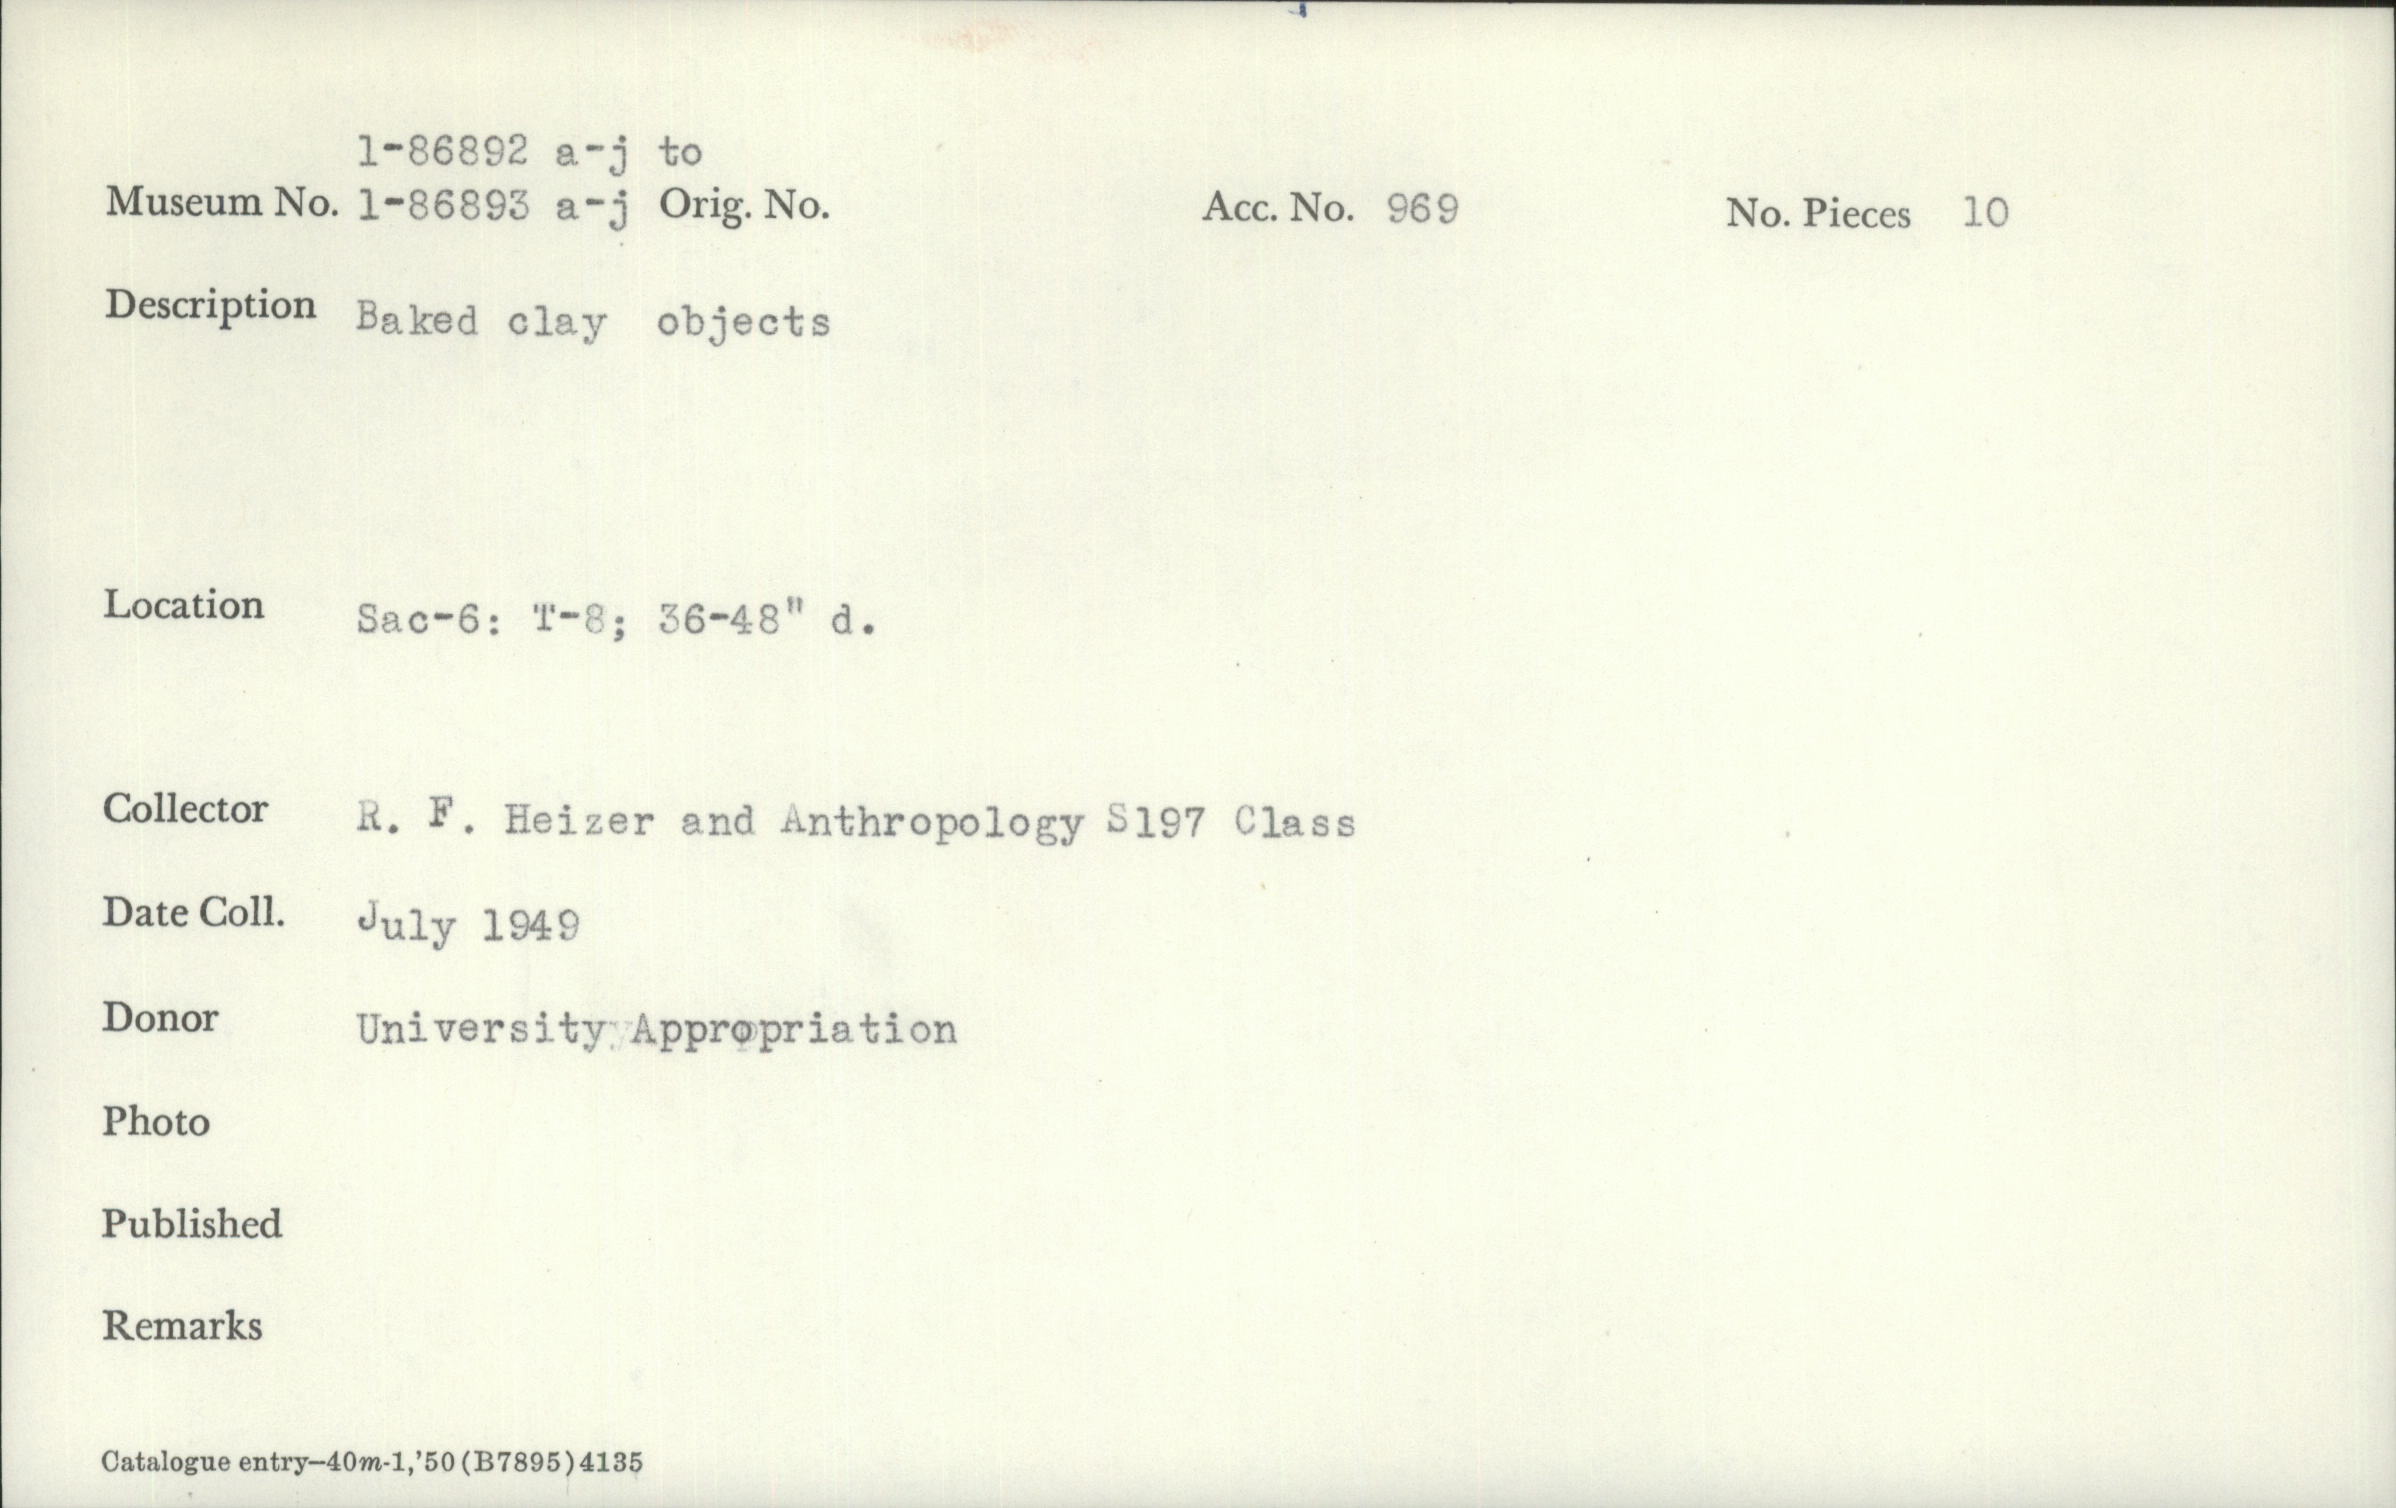 1-86892 a-j to
Museum No. 1-86893 a-j Orig. No. Acc. No. 969 No. Pieces 10
Description Baked clay objects
Location Sac-6: T-8; 36-48" d.
Collector R. F. Heizer and Anthropology S197 Class
Date Coll. July 1949
Donor University Appropriation
Photo
Published
Remarks
Catalogue entry—40m-1,'50(B7895)4135